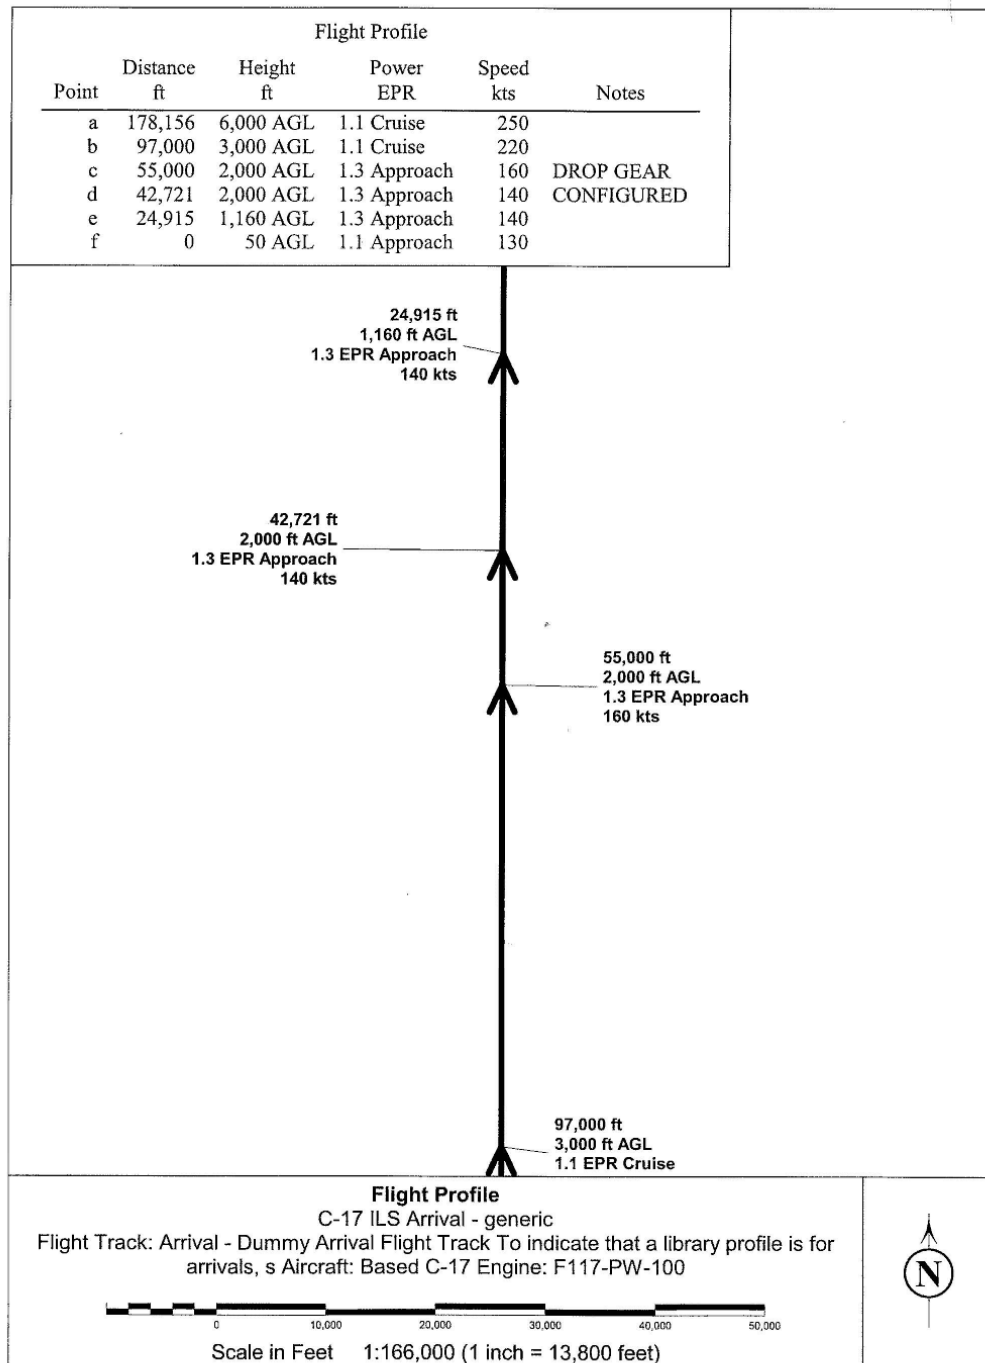 Flight Profile
Distance Height Power Speed
Point ft ft EPR kts Notes
a 178,156 6,000 AGL 1.1 Cruise 250
b 97,000 3,000 AGL 1.1 Cruise 220
c 55,000 2,000 AGL 1.3 Approach 160 DROP GEAR
d 42,721 2,000 AGL 1.3 Approach 140 CONFIGURED
e 24,915 1,160 AGL 1.3 Approach 140
f 0 50 AGL 1.1 Approach 130
24,915 ft
1,160 ft AGL
1.3 EPR Approach
140 kts
42,721 ft
2,000 ft AGL
1.3 EPR Approach
140 kts
55,000 ft
2,000 ft AGL
1.3 EPR Approach
160 kts
97,000 ft
3,000 ft AGL
1.1 EPR Cruise
Flight Profile
C-17 ILS Arrival - generic
Flight Track: Arrival - Dummy Arrival Flight Track To indicate that a library profile is for
arrivals, s Aircraft: Based C-17 Engine: F117-PW-100
0 10,000 20,000 30,000 40,000 50,000
Scale in Feet 1:166,000 (1 inch = 13,800 feet)
N